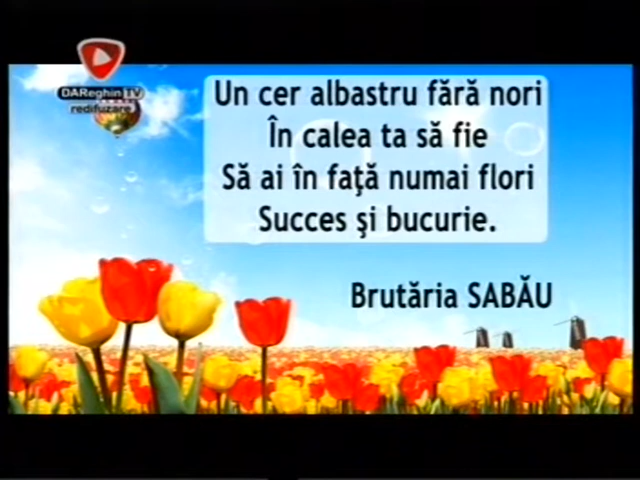 DAReghin TV
redifuzare
Un cer albastru fără nori
În calea ta să fie
Să ai în faţă numai flori
Succes şi bucurie.
Brutăria SABĂU